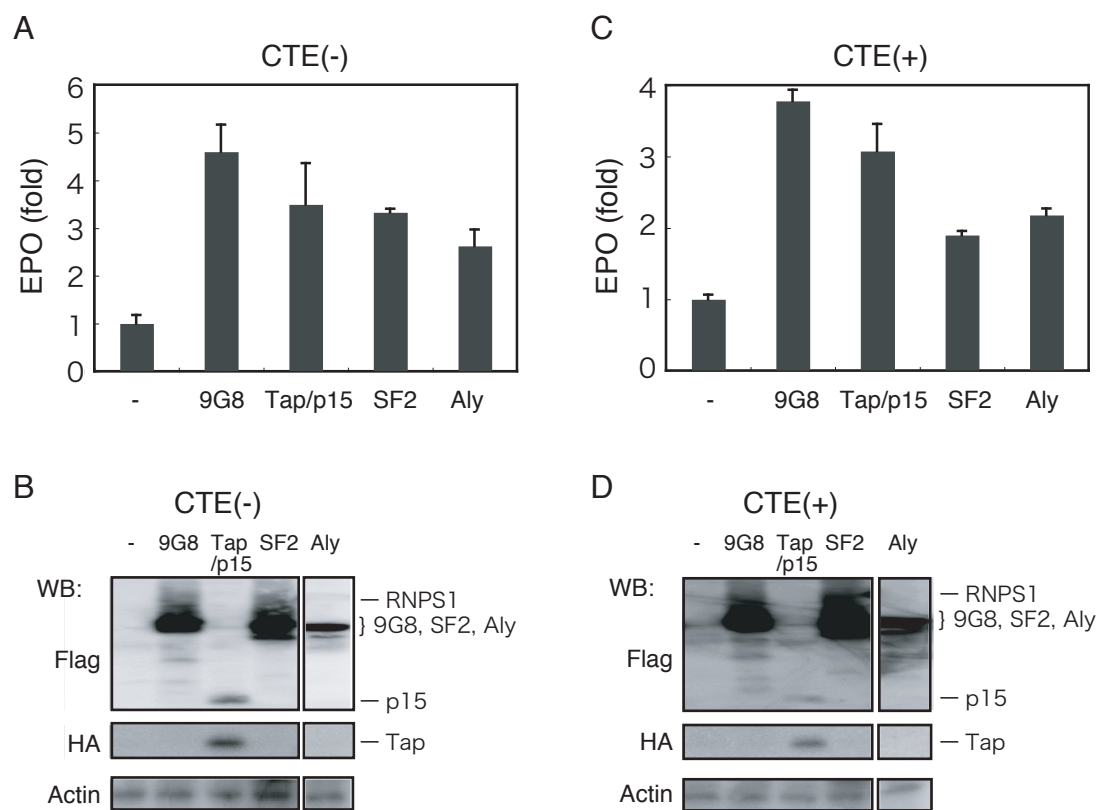 A
CTE(-)
EPO (fold)
6
5
4
3
2
1
0
- 9G8 Tap/p15 SF2 Aly
C
CTE(+)
EPO (fold)
4
3
2
1
0
- 9G8 Tap/p15 SF2 Aly
B
CTE(-)
- 9G8 Tap SF2 Aly
/p15
WB:
— RNPS1
} 9G8, SF2, Aly
Flag
— p15
HA
— Tap
Actin
D
CTE(+)
- 9G8 Tap SF2 Aly
/p15
WB:
— RNPS1
} 9G8, SF2, Aly
Flag
— p15
HA
— Tap
Actin